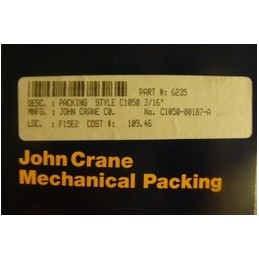 PART #: 6235
DESC. : PACKING STYLE C1050 3/16"
MFG. : JOHN CRANE CO. No. C1050-00187-A
LOC. : F15E2 COST $: 109.46
John Crane
Mechanical Packing